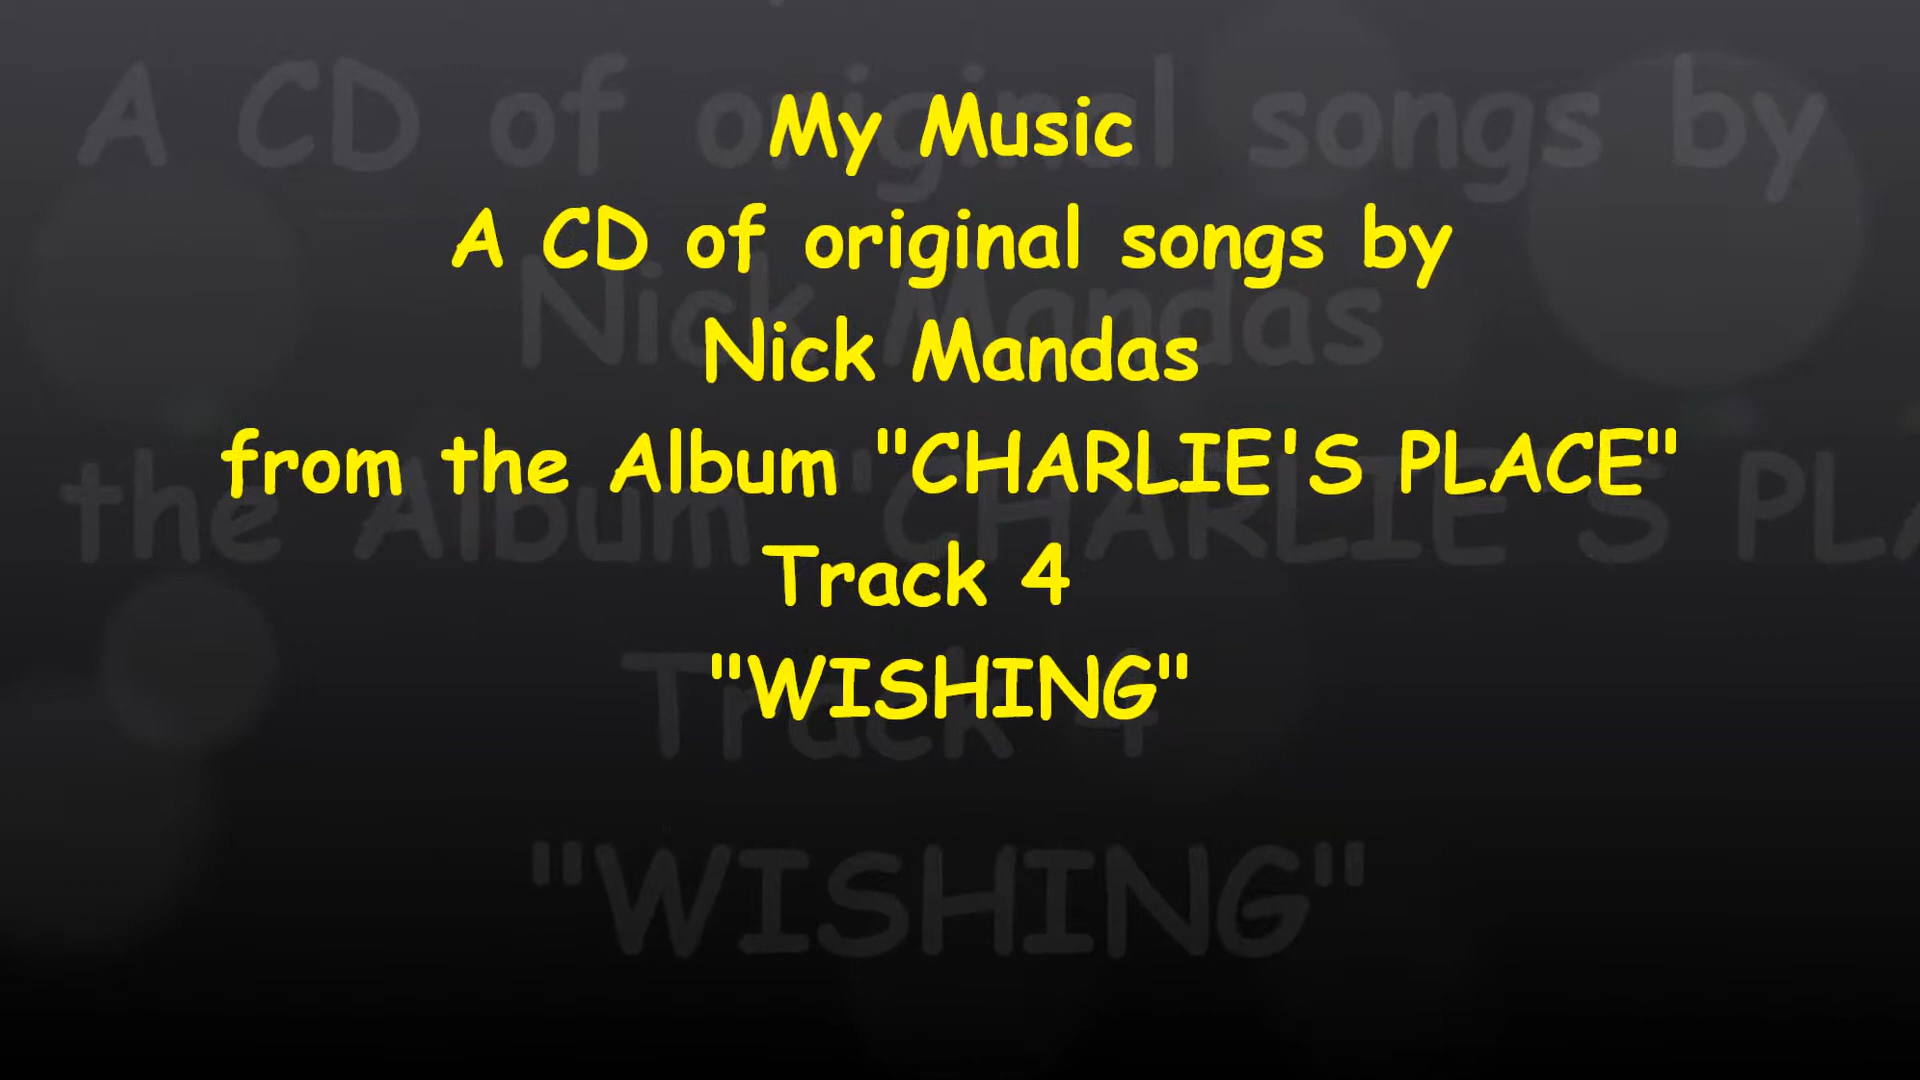 My Music
A CD of original songs by
Nick Mandas
from the Album "CHARLIE'S PLACE"
Track 4
"WISHING"